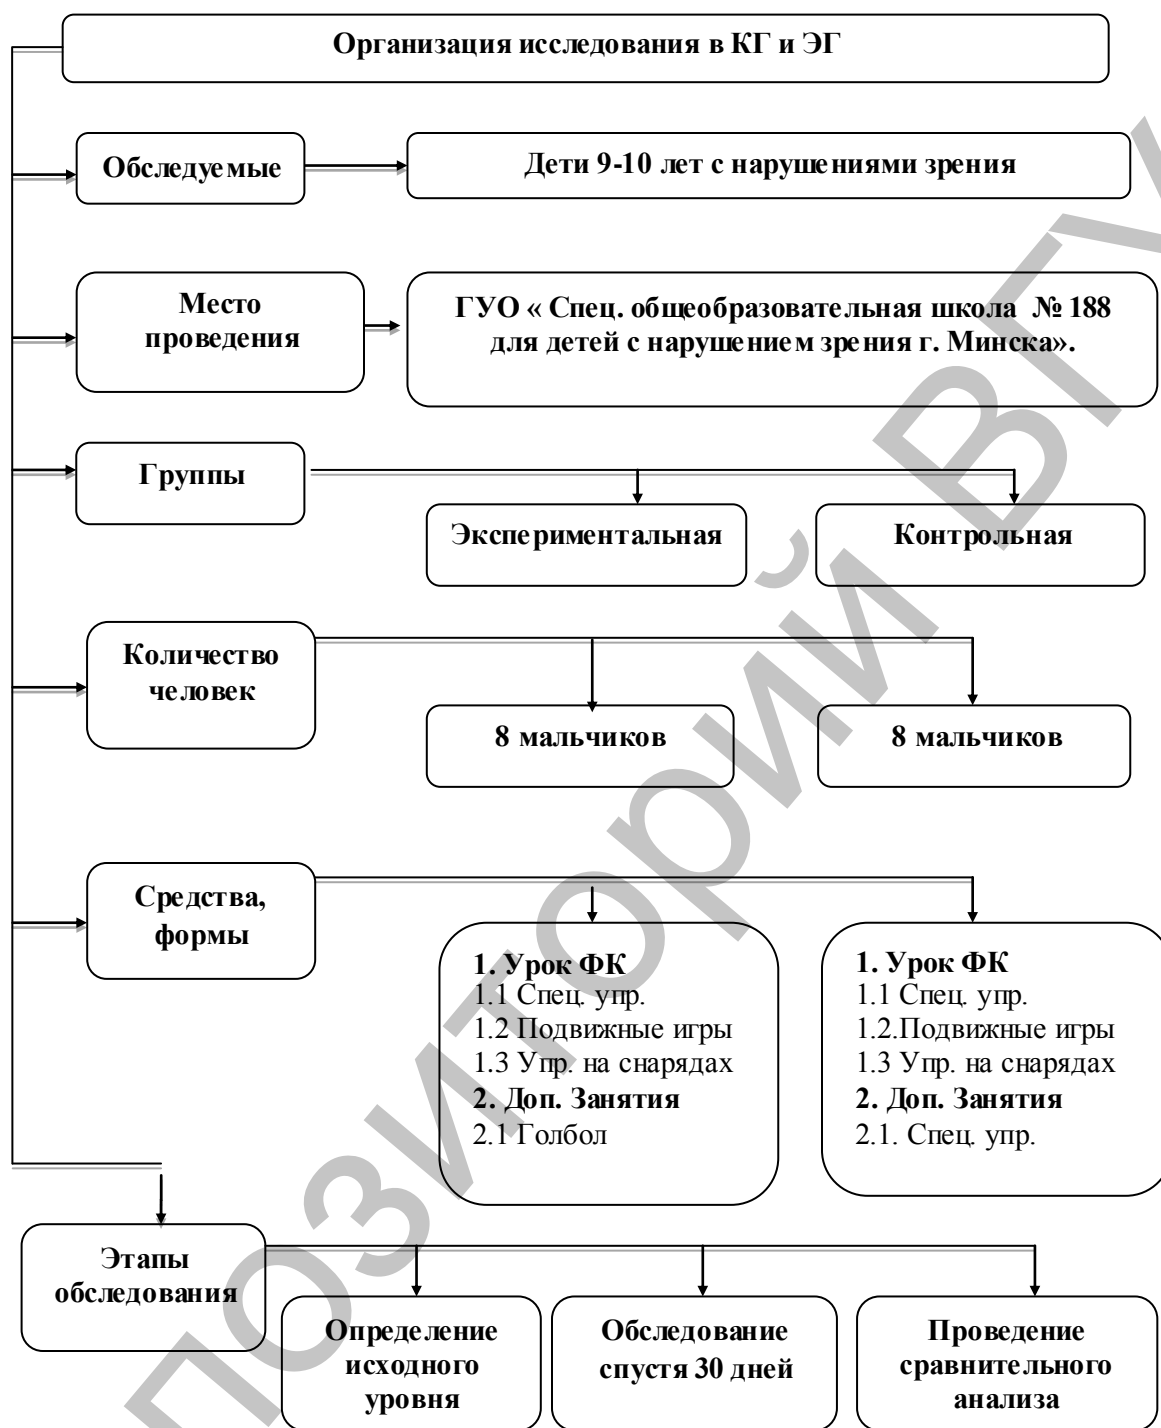 Организация исследования в КГ и ЭГ
Обследуемые
Дети 9-10 лет с нарушениями зрения
Место
проведения
ГУО « Спец. общеобразовательная школа № 188
для детей с нарушением зрения г. Минска».
Группы
Экспериментальная
Контрольная
Количество
человек
8 мальчиков
8 мальчиков
Средства,
формы
1. Урок ФК
1.1 Спец. упр.
1.2 Подвижные игры
1.3 Упр. на снарядах
2. Доп. Занятия
2.1 Голбол
1. Урок ФК
1.1 Спец. упр.
1.2.Подвижные игры
1.3 Упр. на снарядах
2. Доп. Занятия
2.1. Спец. упр.
Этапы
обследования
Определение
исходного
уровня
Обследование
спустя 30 дней
Проведение
сравнительного
анализа
позиторий ВГУ